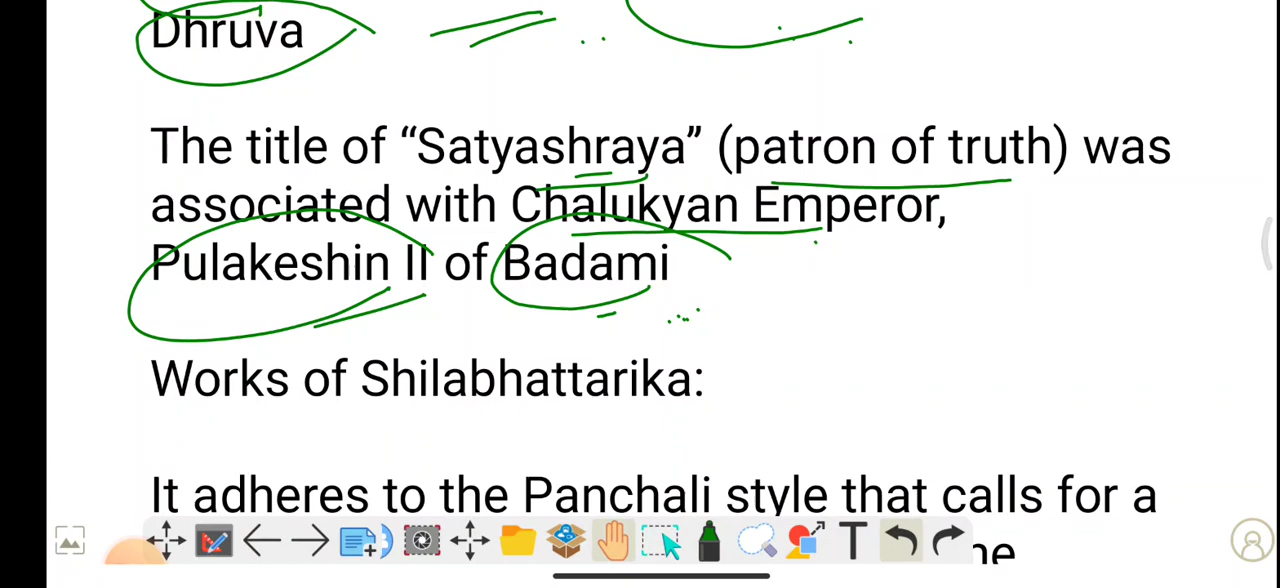 Dhruva
The title of “Satyashraya” (patron of truth) was
associated with Chalukyan Emperor,
Pulakeshin II of Badami
Works of Shilabhattarika:
It adheres to the Panchali style that calls for a
T